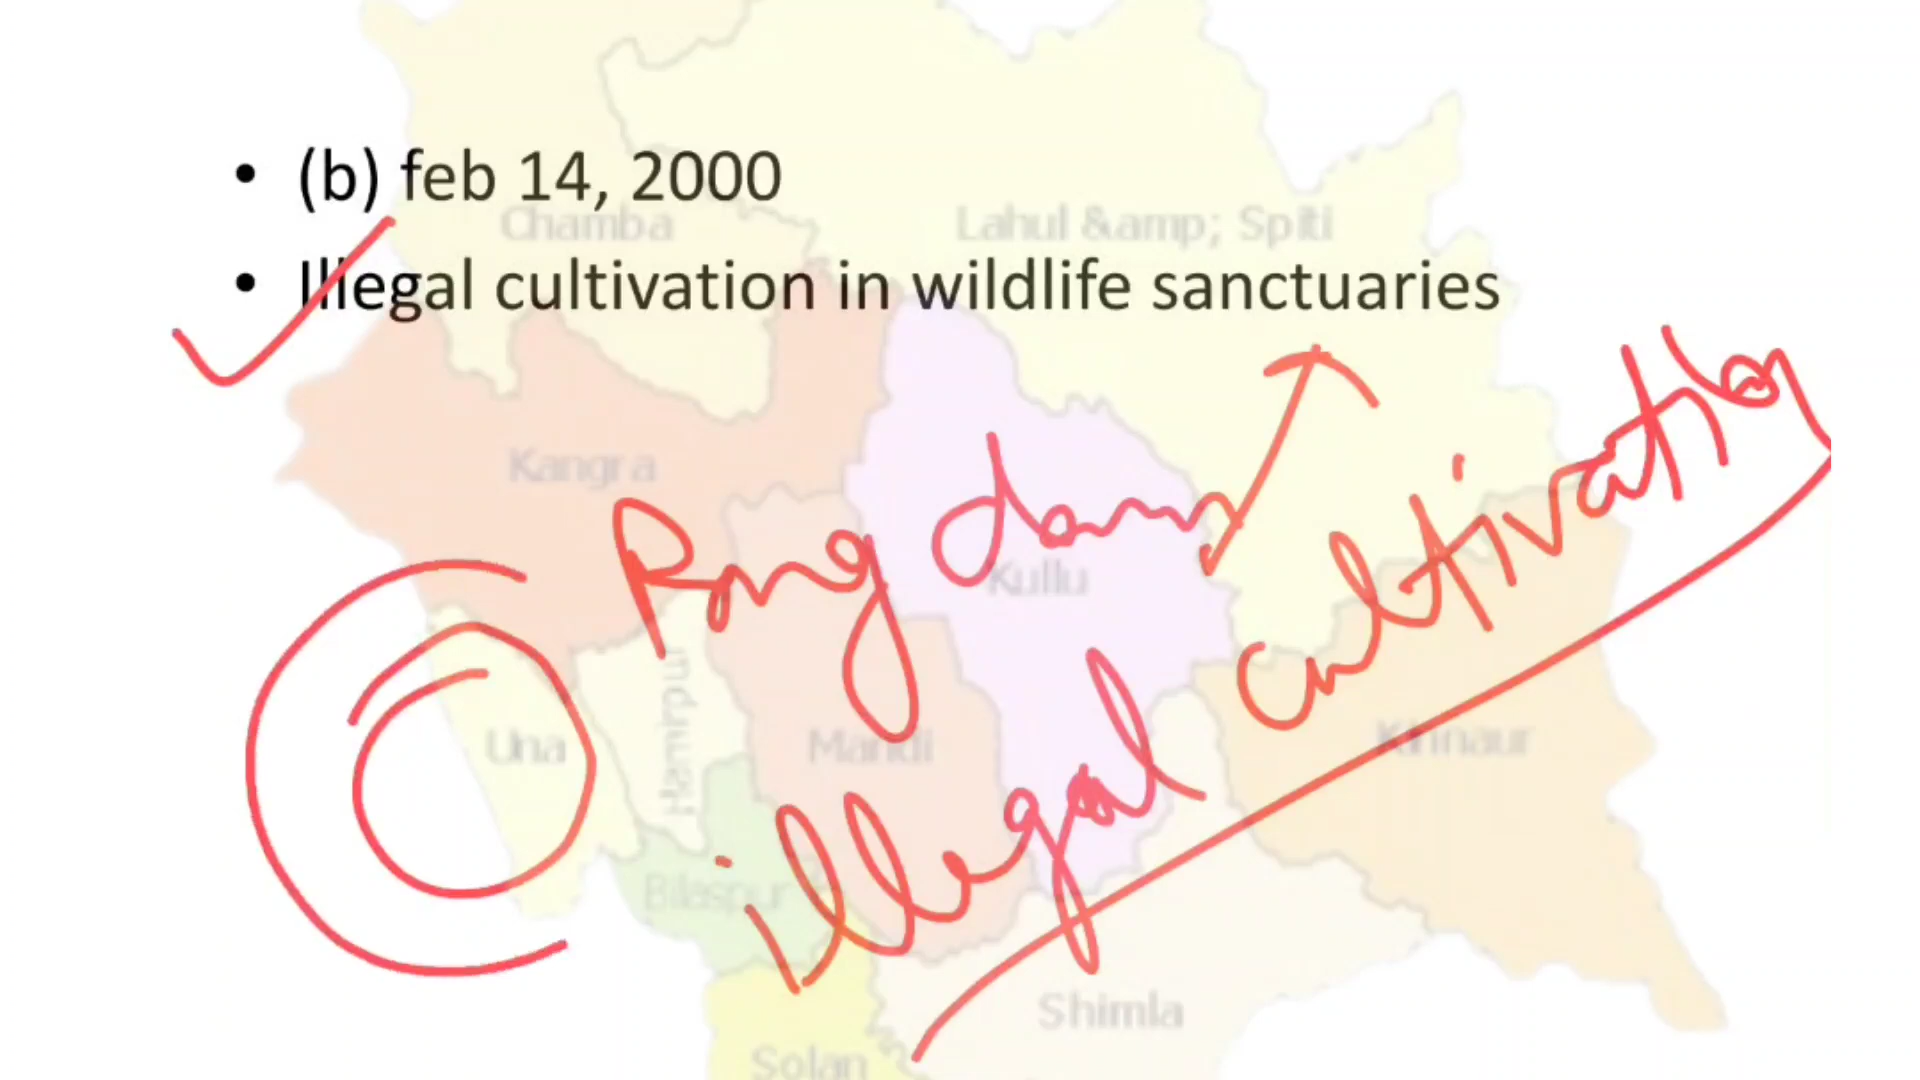 • (b) feb 14, 2000
Chamba
Lahul &amp; Spiti
• Illegal cultivation in wildlife sanctuaries
Kangra
dam
Kullu
illegal cultivation
Una
Hamirpur
Mandi
Kinnaur
Bilaspur
Shimla
Solan